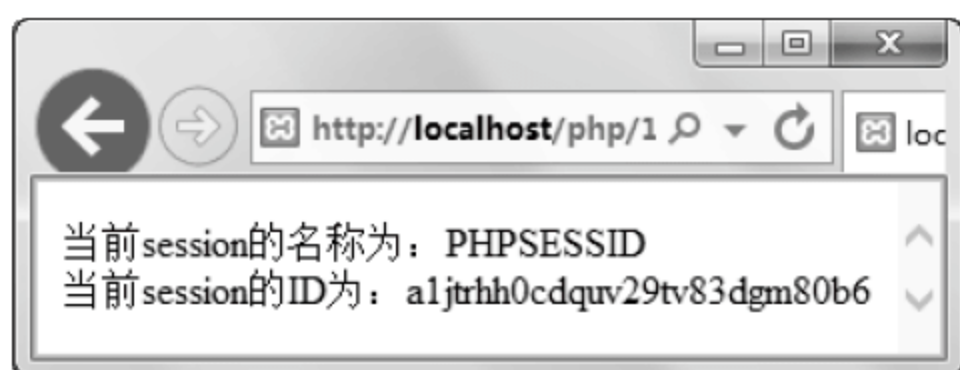 http://localhost/php/1
loc
当前session的名称为：PHPSESSID
当前session的ID为：a1jtrhh0cdquv29tv83dgm80b6